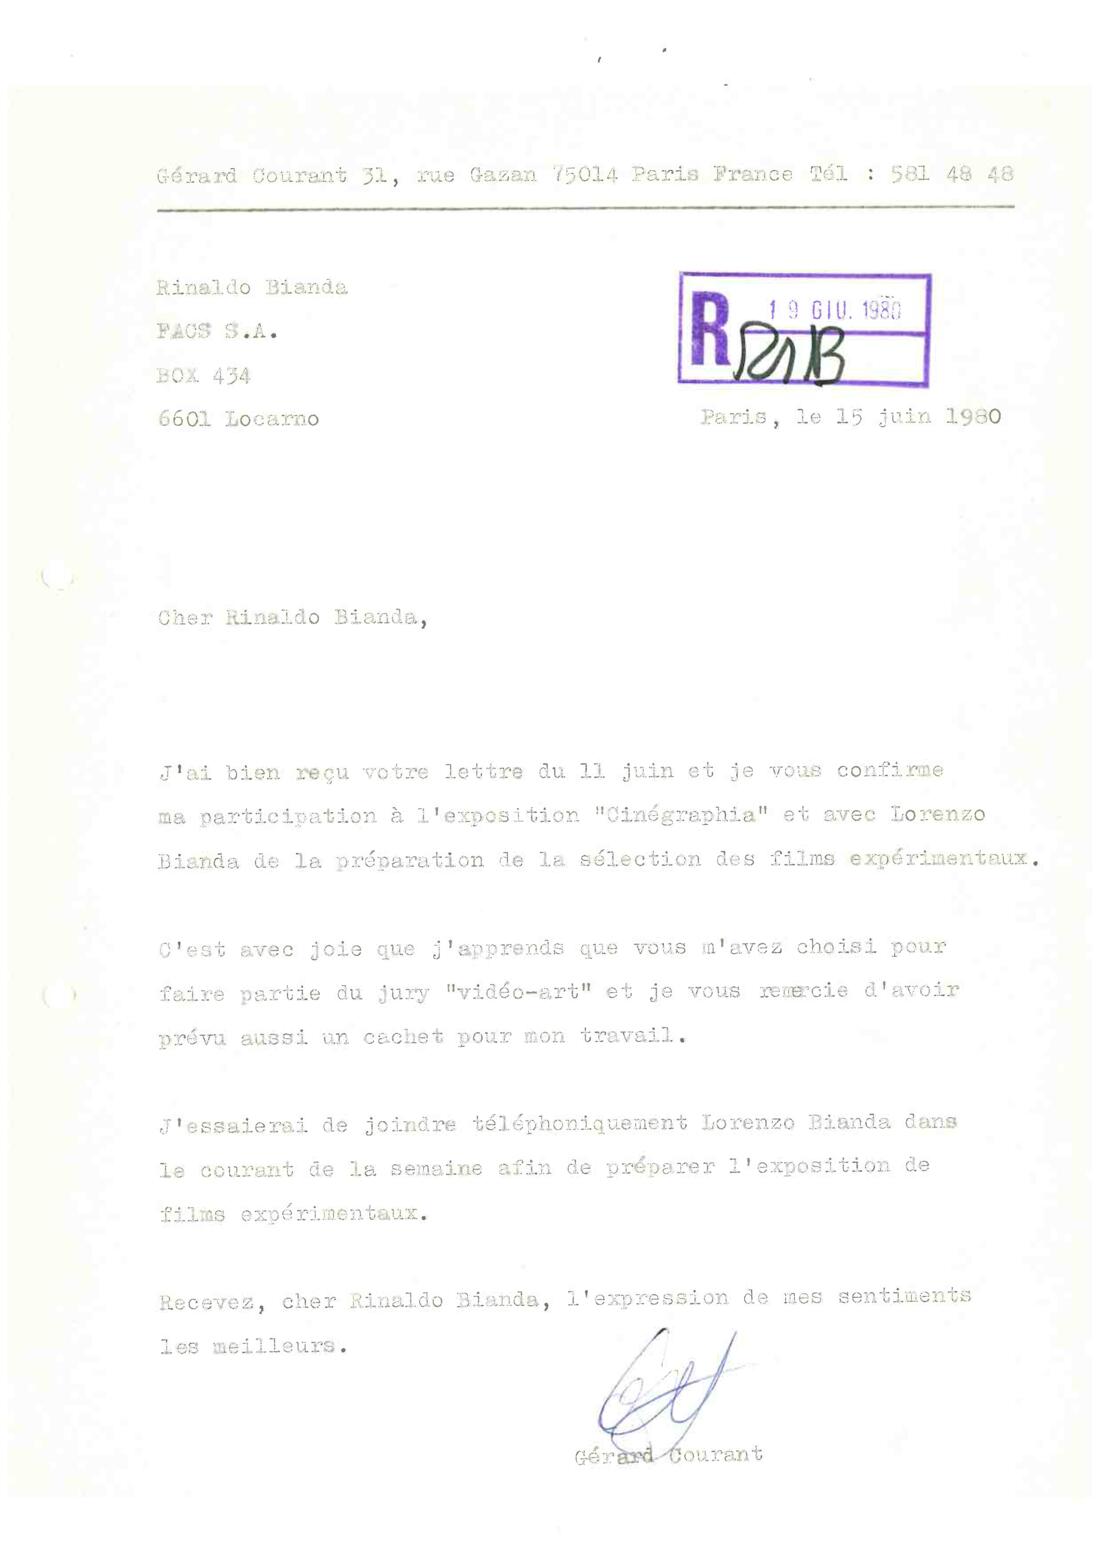 Gérard Courant 31, rue Gazan 75014 Paris France Tél : 581 48 48
Rinaldo Bianda
FACS S.A.
BOX 434
6601 Locarno
R 19 GIU. 1980
Paris, le 15 juin 1980
Cher Rinaldo Bianda,
J'ai bien reçu votre lettre du 11 juin et je vous confirme
ma participation à l'exposition "Cinégraphia" et avec Lorenzo
Bianda de la préparation de la sélection des films expérimentaux.
C'est avec joie que j'apprends que vous m'avez choisi pour
faire partie du jury "vidéo-art" et je vous remercie d'avoir
prévu aussi un cachet pour mon travail.
J'essaierai de joindre téléphoniquement Lorenzo Bianda dans
le courant de la semaine afin de préparer l'exposition de
films expérimentaux.
Recevez, cher Rinaldo Bianda, l'expression de mes sentiments
les meilleurs.
Gérard Courant